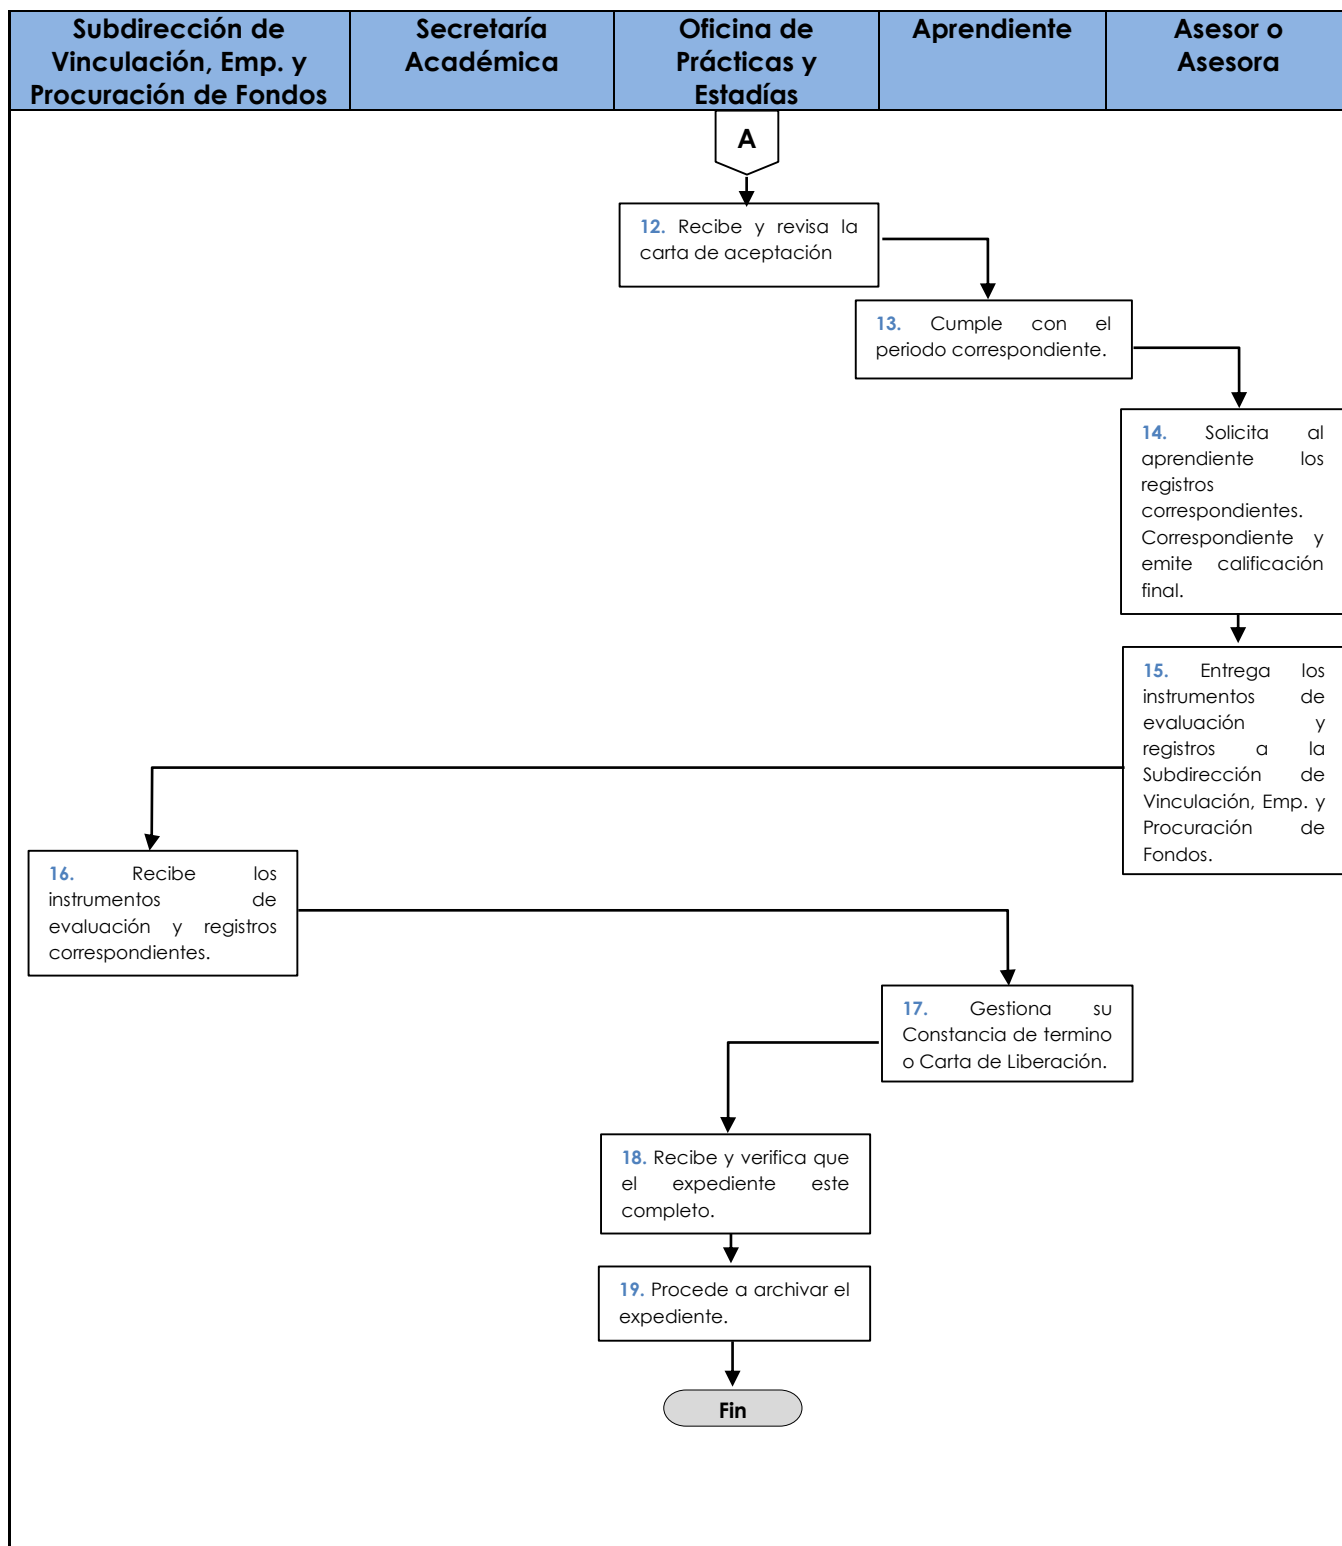 Subdirección de
Vinculación, Emp. y
Procuración de Fondos
Secretaría
Académica
Oficina de
Prácticas y
Estadías
Aprendiente
Asesor o
Asesora
A
12. Recibe y revisa la
carta de aceptación
13. Cumple con el
periodo correspondiente.
14. Solicita al
aprendiente los
registros
correspondientes.
Correspondiente y
emite calificación
final.
15. Entrega los
instrumentos de
evaluación y
registros a la
Subdirección de
Vinculación, Emp. y
Procuración de
Fondos.
16. Recibe los
instrumentos de
evaluación y registros
correspondientes.
17. Gestiona su
Constancia de termino
o Carta de Liberación.
18. Recibe y verifica que
el expediente este
completo.
19. Procede a archivar el
expediente.
Fin